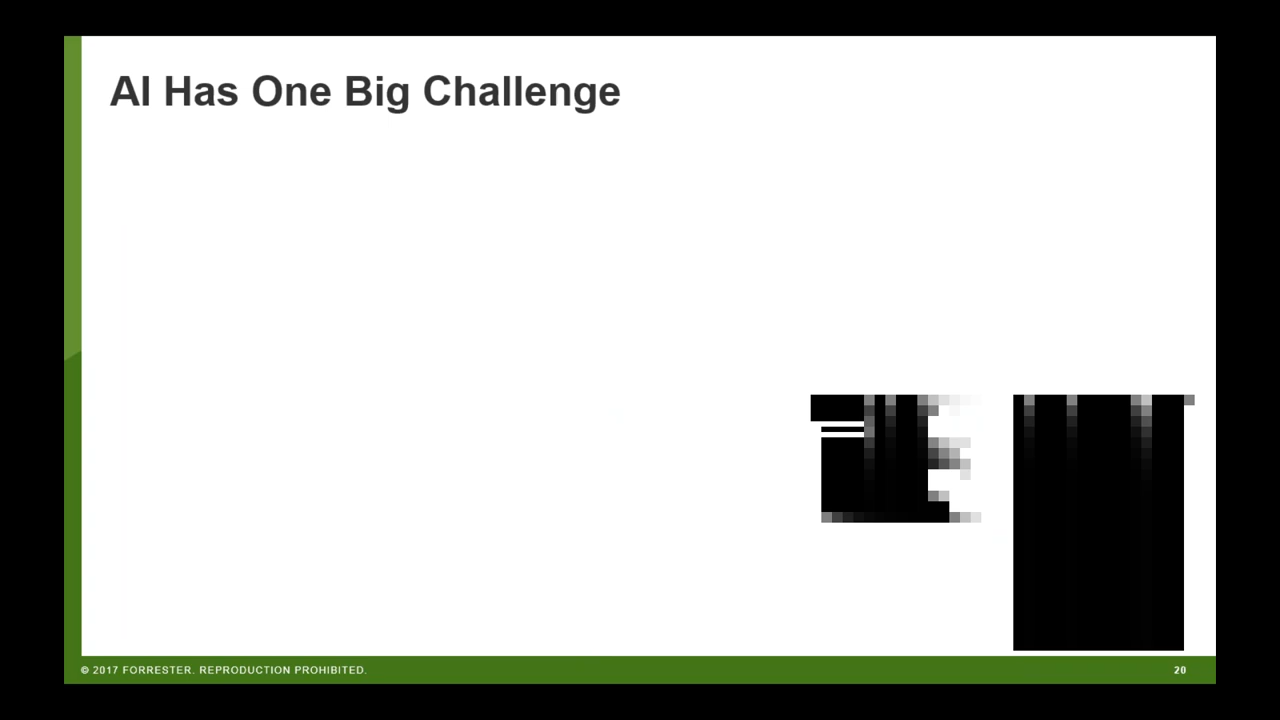 AI Has One Big Challenge
© 2017 FORRESTER. REPRODUCTION PROHIBITED.
20